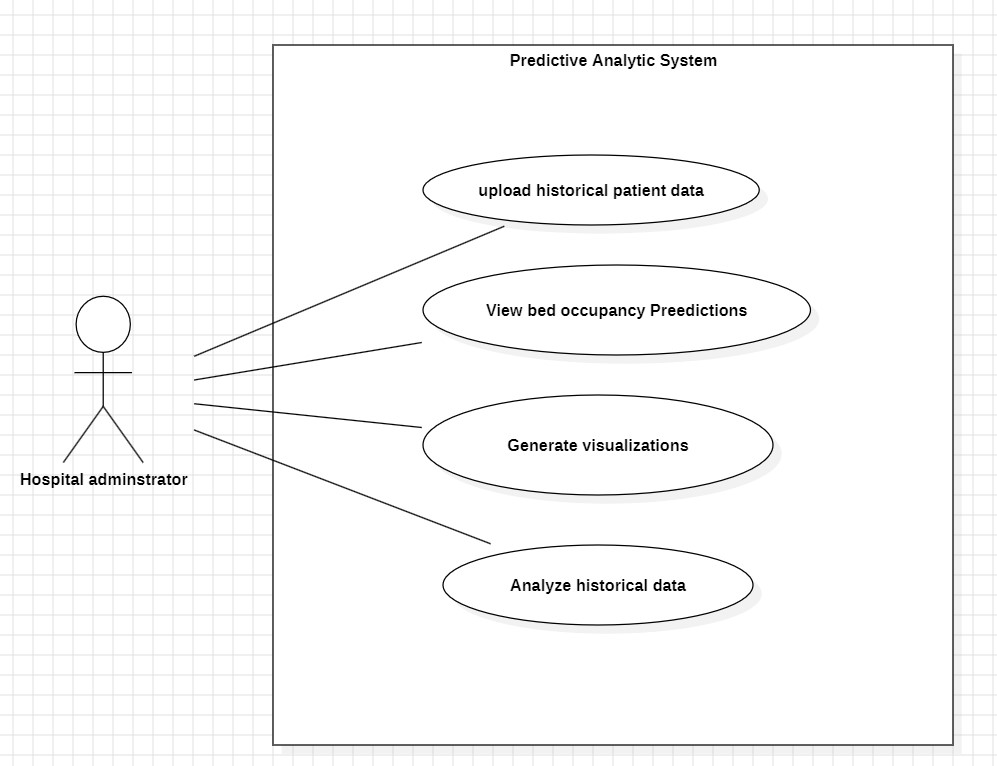 Predictive Analytic System
upload historical patient data
View bed occupancy Preedictions
Generate visualizations
Hospital adminstrator
Analyze historical data